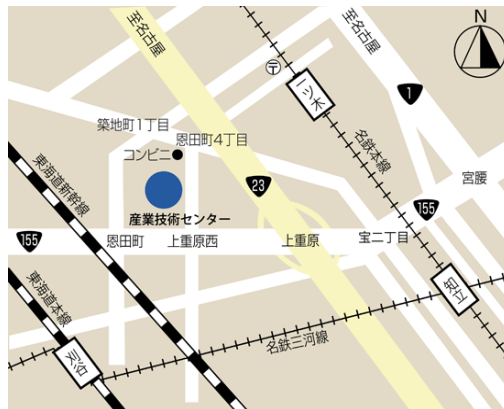 至名古屋
至名古屋
N
〒
一ツ木
1
築地町1丁目
恩田町4丁目
コンビニ
名鉄本線
東海道新幹線
23
宮腰
産業技術センター
155
155
恩田町
上重原西
上重原
宝二丁目
東海道本線
知立
名鉄三河線
刈谷